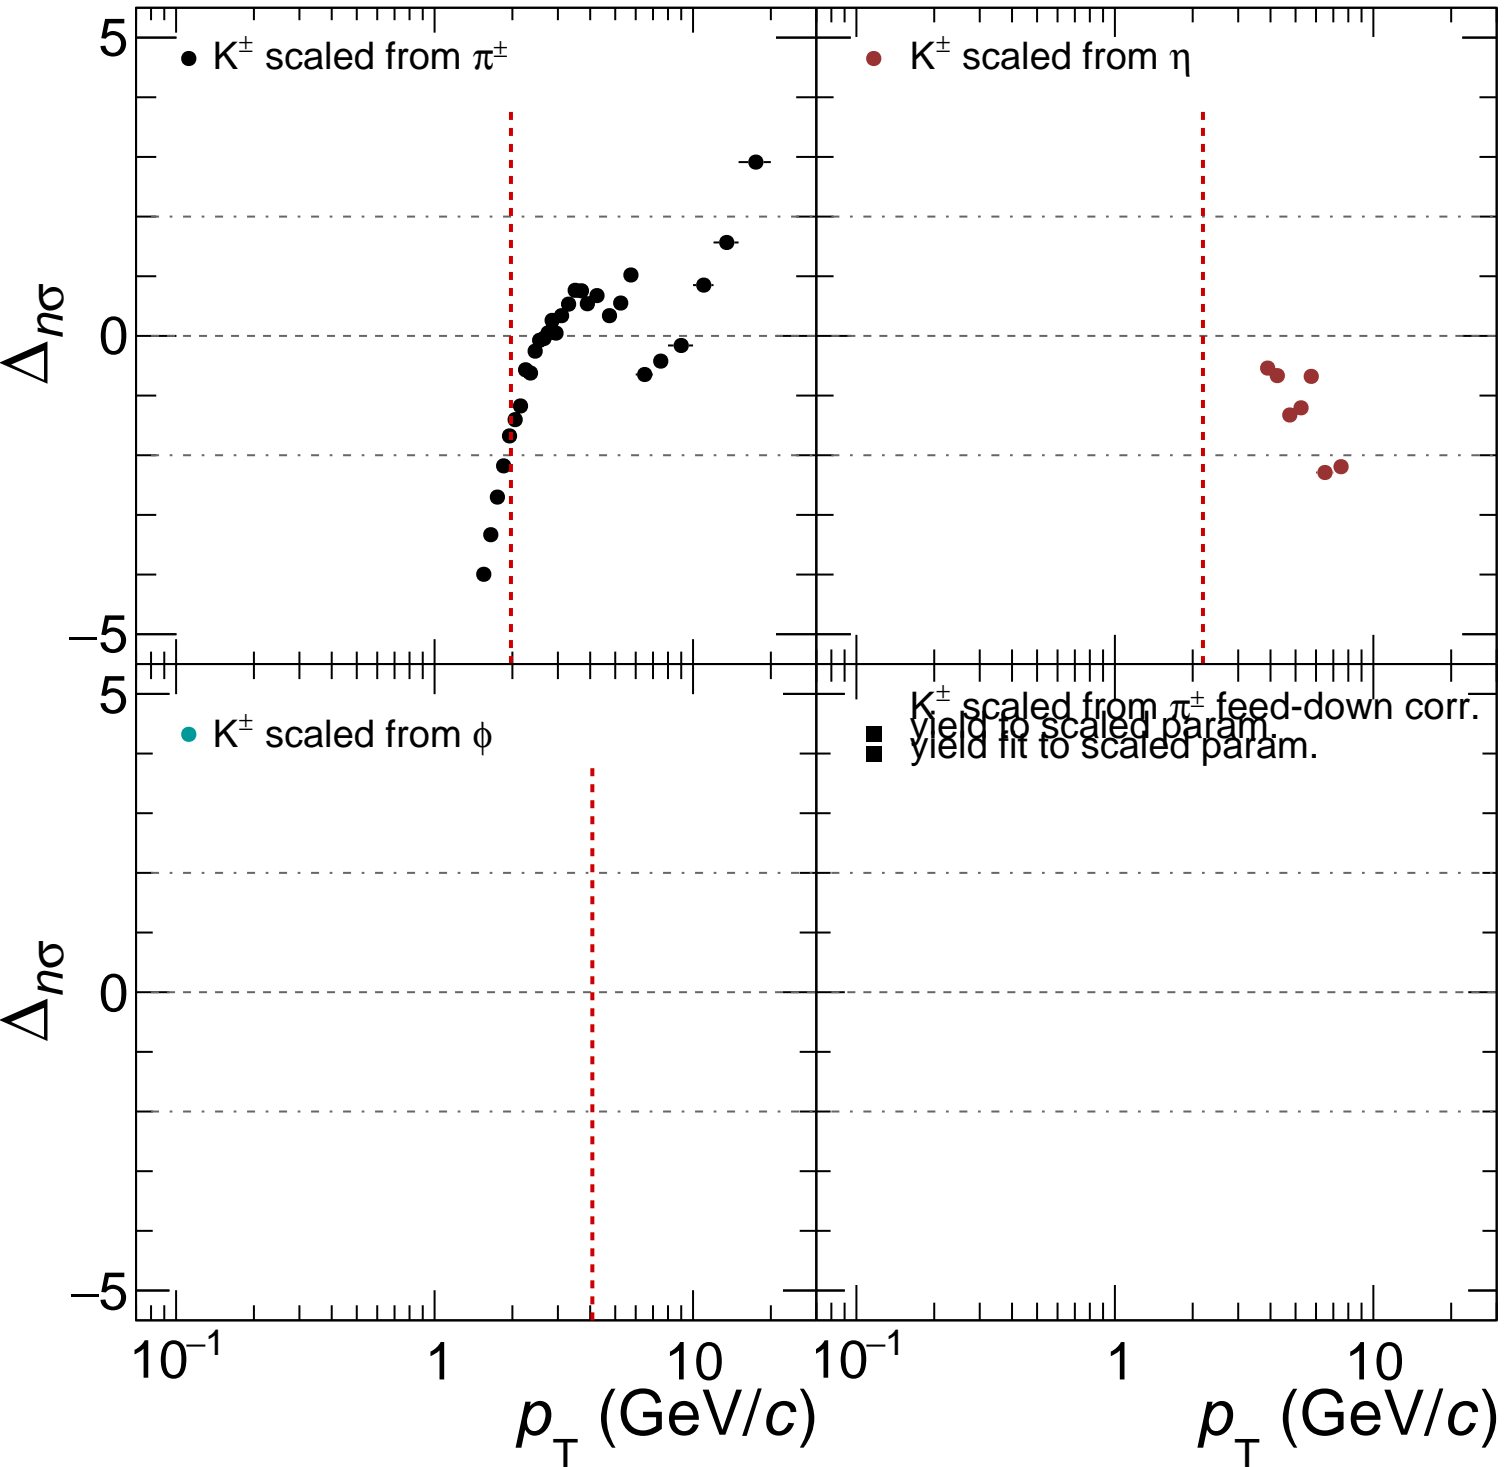 5
K± scaled from π±
K± scaled from η
0
Δnσ
−5
5
K± scaled from ϕ
K± scaled from π± feed-down corr.
yield to scaled param.
yield fit to scaled param.
0
Δnσ
−5
10−1 1 10 10−1 1 10
pT (GeV/c) pT (GeV/c)